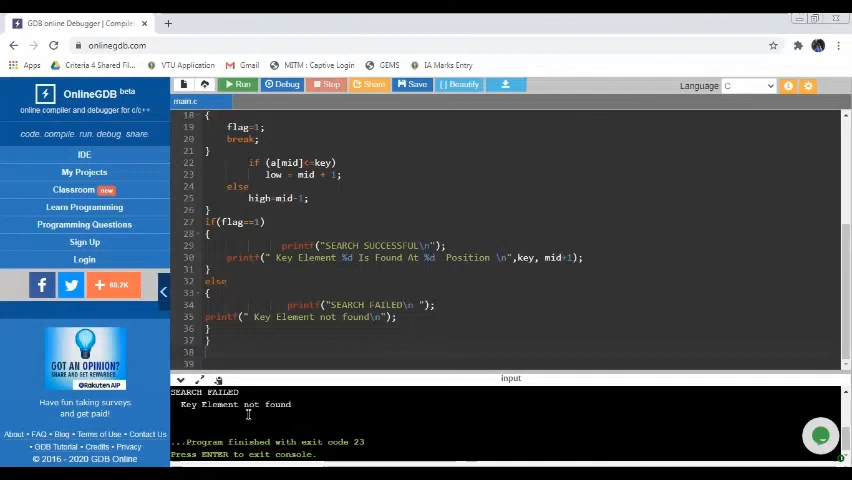 GDB online Debugger | Compiler
onlinegdb.com
Apps Criteria 4 Shared Fil... VTU Application Gmail MITM : Captive Login GEMS IA Marks Entry
OnlineGDB beta
online compiler and debugger for c/c++
code. compile. run. debug. share.
IDE
My Projects
Classroom new
Learn Programming
Programming Questions
Sign Up
Login
f + 69.7K
GOT AN OPINION?
SHARE AND GET REWARDED.
@Rakuten AIP
Have fun taking surveys
and get paid!
About • FAQ • Blog • Terms of Use • Contact Us
• GDB Tutorial • Credits • Privacy
© 2016 - 2020 GDB Online
Run Debug Stop Share Save { } Beautify
Language C
main.c
18 {
19 flag=1;
20 break;
21 }
22 if (a[mid]<=key)
23 low = mid + 1;
24 else
25 high=mid-1;
26 }
27 if(flag==1)
28 {
29 printf("SEARCH SUCCESSFUL\n");
30 printf(" Key Element %d Is Found At %d Position \n",key, mid+1);
31 }
32 else
33 {
34 printf("SEARCH FAILED\n ");
35 printf(" Key Element not found\n");
36 }
37 }
38
39
input
SEARCH FAILED
Key Element not found
...Program finished with exit code 23
Press ENTER to exit console.